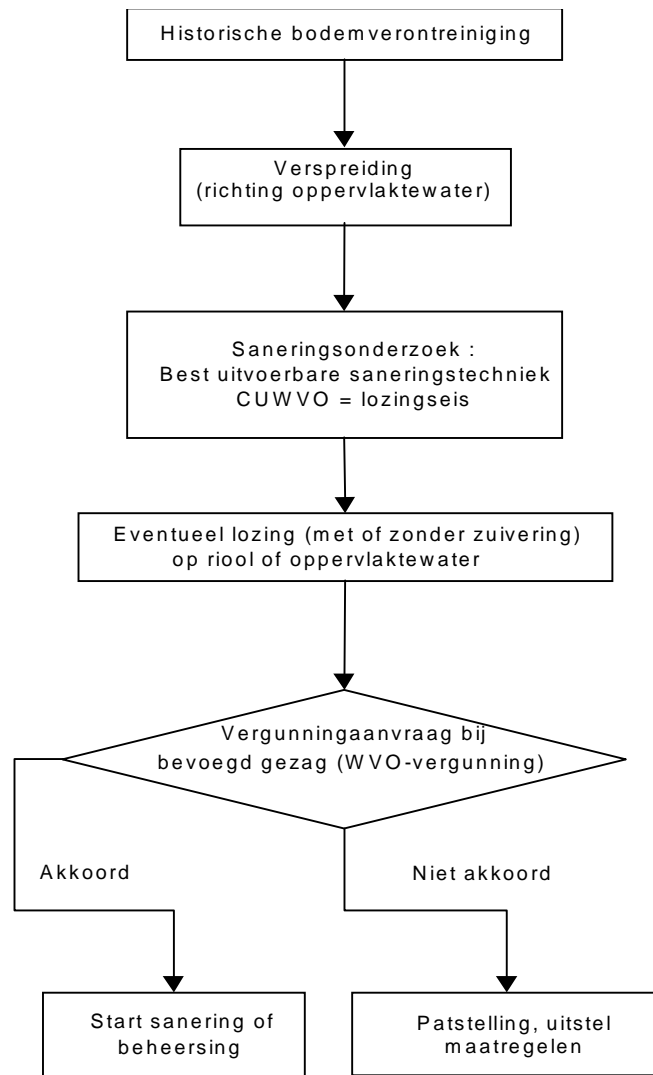 Historische bodemverontreiniging
Verspreiding
(richting oppervlaktewater)
Saneringsonderzoek :
Best uitvoerbare saneringstechniek
CUWVO = lozingseis
Eventueel lozing (met of zonder zuivering)
op riool of oppervlaktewater
Vergunningaanvraag bij
bevoegd gezag (WVO-vergunning)
Akkoord
Niet akkoord
Start sanering of
beheersing
Patstelling, uitstel
maatregelen